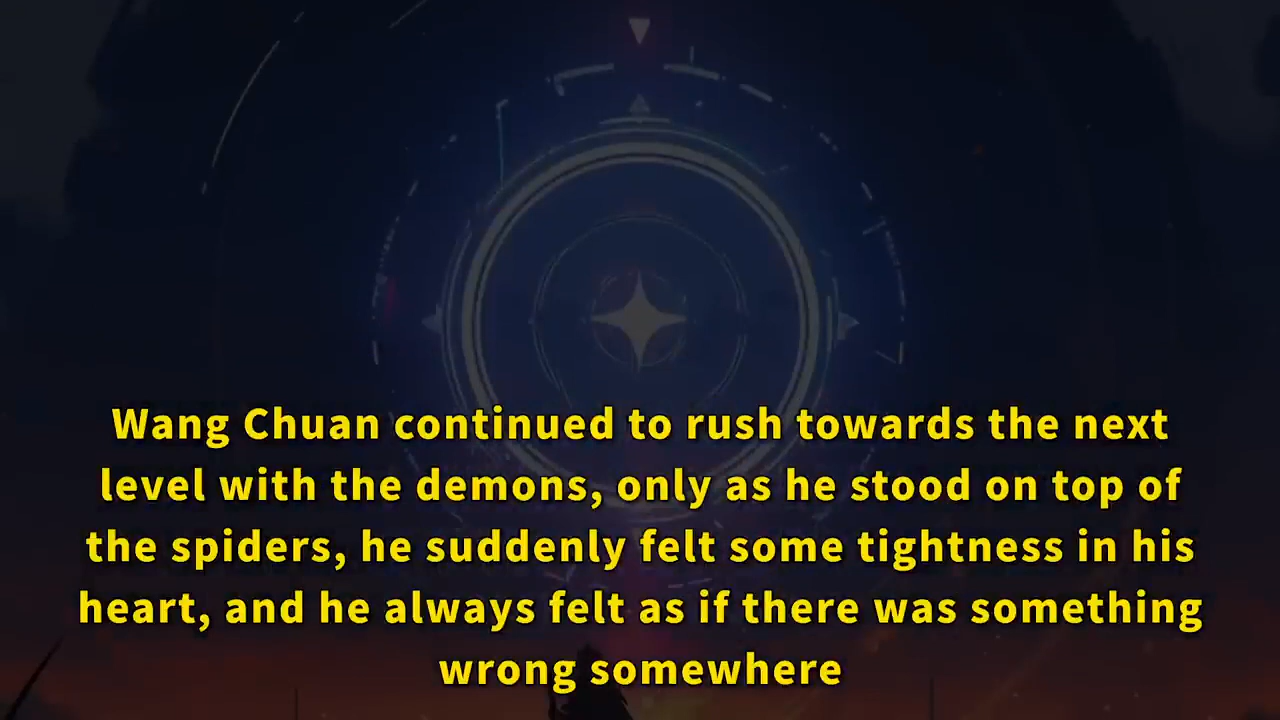 Wang Chuan continued to rush towards the next
level with the demons, only as he stood on top of
the spiders, he suddenly felt some tightness in his
heart, and he always felt as if there was something
wrong somewhere